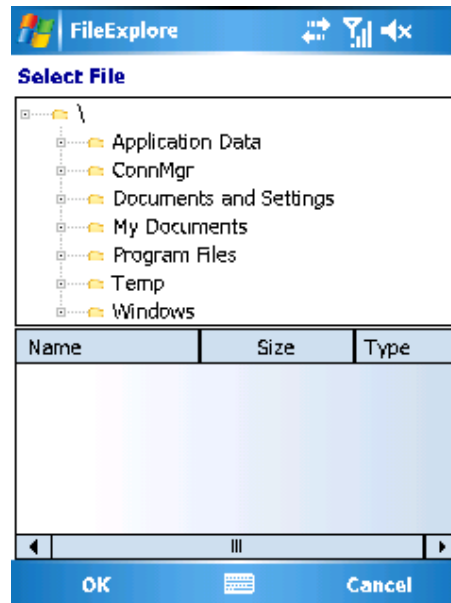 FileExplore
Select File
\
Application Data
ConnMgr
Documents and Settings
My Documents
Program Files
Temp
Windows
Name Size Type
OK Cancel